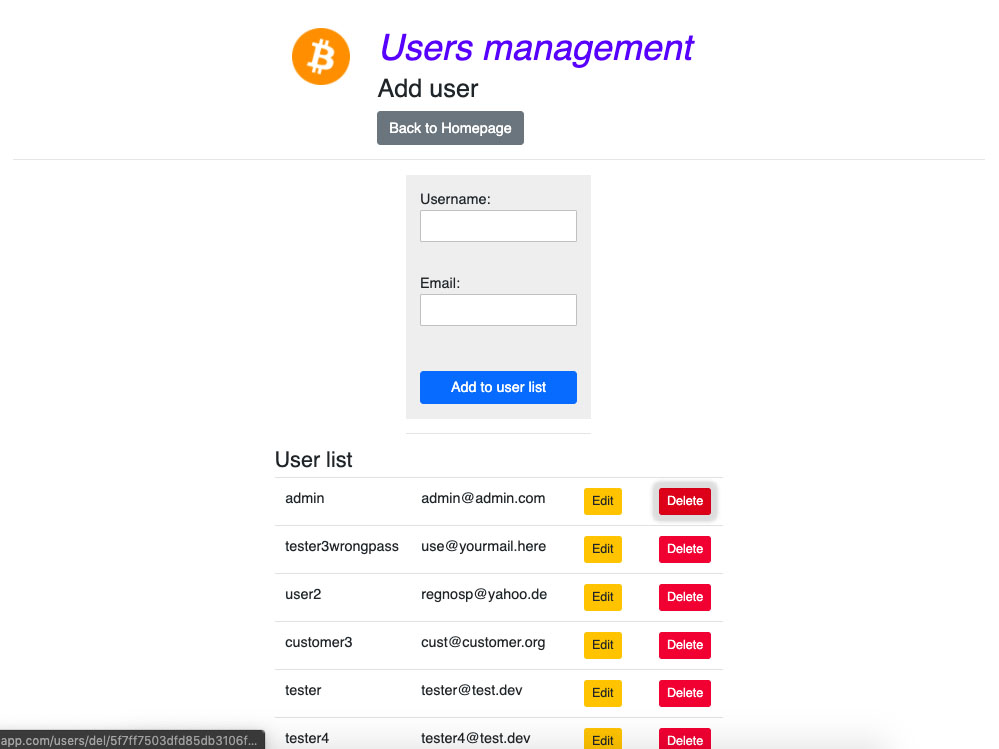 Users management
Add user
Back to Homepage
Username:
Email:
Add to user list
User list
admin admin@admin.com Edit Delete
tester3wrongpass use@yourmail.here Edit Delete
user2 regnosp@yahoo.de Edit Delete
customer3 cust@customer.org Edit Delete
tester tester@test.dev Edit Delete
tester4 tester4@test.dev Edit Delete
app.com/users/del/5f7ff7503dfd85db3106f...